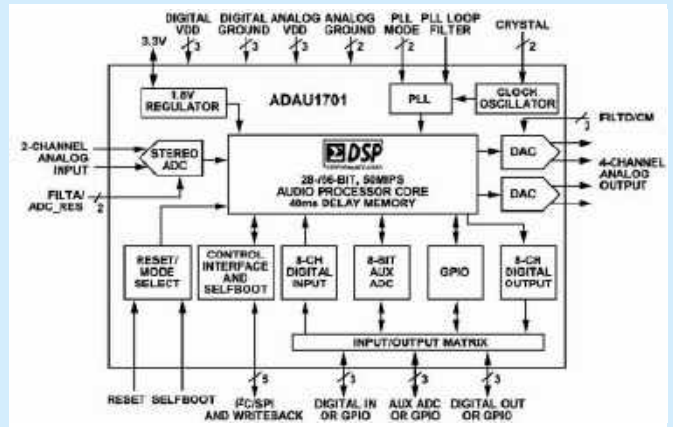 DIGITAL VDD
DIGITAL GROUND
ANALOG VDD
ANALOG GROUND
PLL MODE
PLL LOOP FILTER
CRYSTAL
3
3
3
2
2
2
3.3V
1.8V REGULATOR
ADAU1701
PLL
CLOCK OSCILLATOR
3
FILTD/CM
2-CHANNEL ANALOG INPUT
STEREO ADC
ΣDSP
DAC
4-CHANNEL ANALOG OUTPUT
28-/56-BIT, 50MIPS
AUDIO PROCESSOR CORE
40ms DELAY MEMORY
DAC
FILTA/ ADC_RES
2
RESET/ MODE SELECT
CONTROL INTERFACE AND SELFBOOT
8-CH DIGITAL INPUT
8-BIT AUX ADC
GPIO
8-CH DIGITAL OUTPUT
INPUT/OUTPUT MATRIX
5
3
3
3
RESET SELFBOOT
I²C/SPI AND WRITEBACK
DIGITAL IN OR GPIO
AUX ADC OR GPIO
DIGITAL OUT OR GPIO